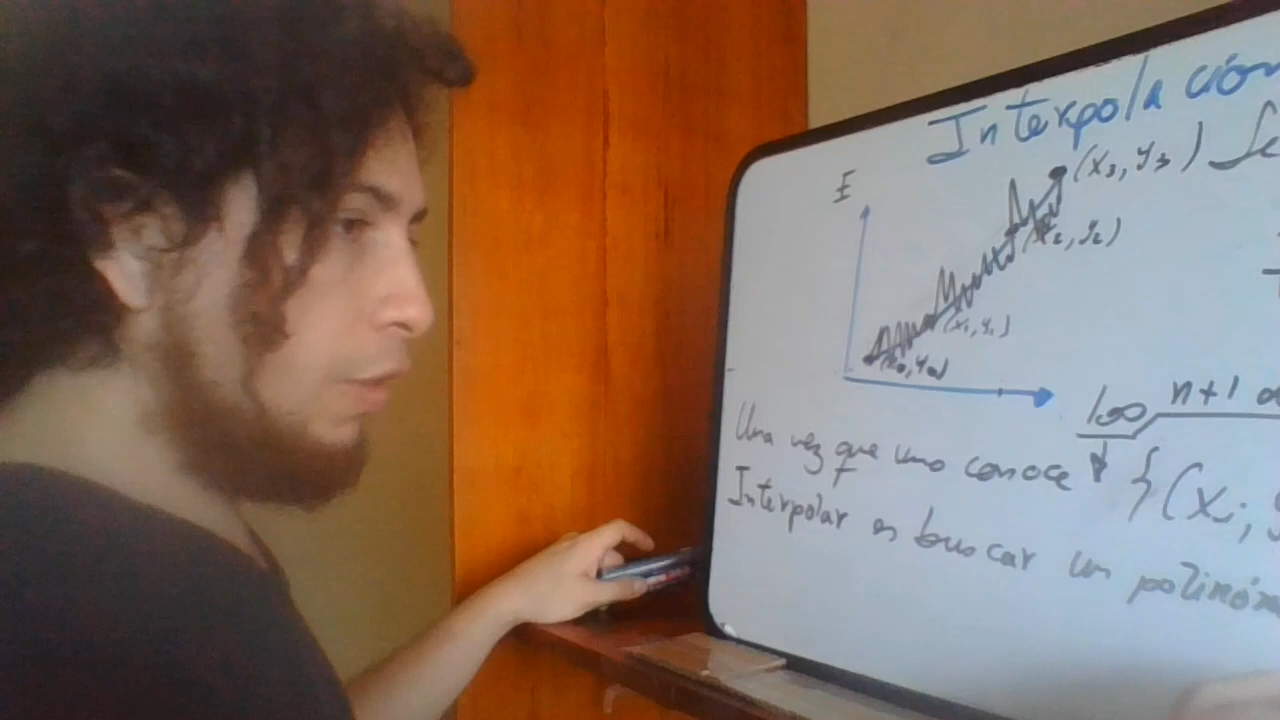 Interpolación
E
(x₃, y₃)
(x₂, y₂)
(x₁, y₁)
(x₀, y₀)
100 n+1
Una vez que uno conoce {(xᵢ,
Interpolar es buscar un